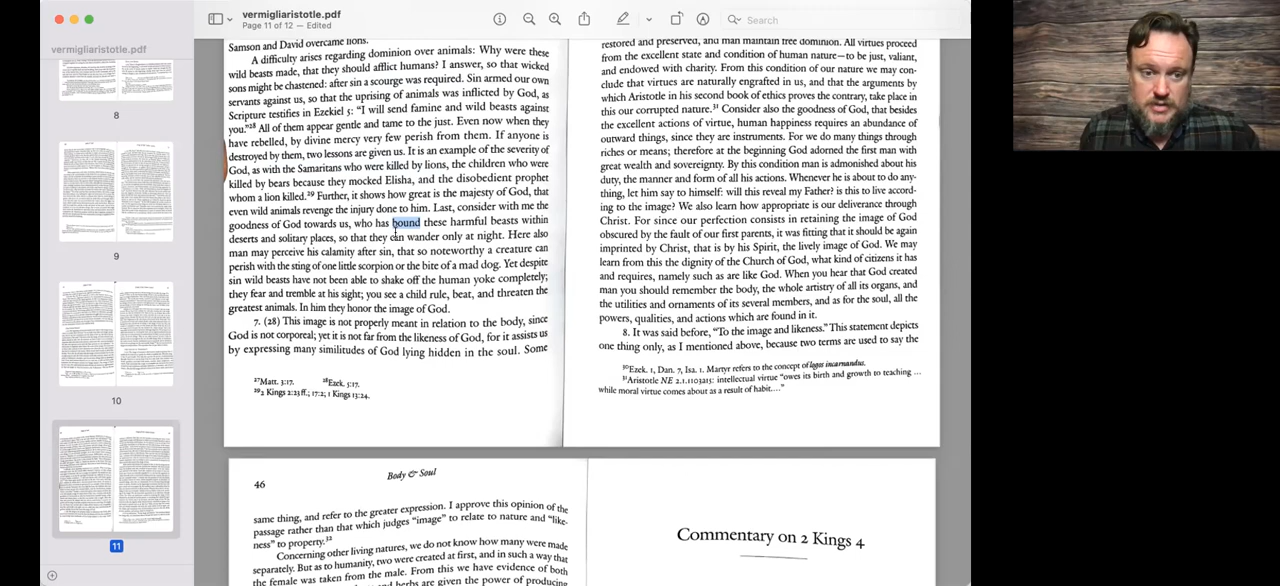 vermigliaristotle.pdf
Page 11 of 12 — Edited
Search
vermigliaristotle.pdf
8
9
10
11
Samson and David overcame lions.
A difficulty arises regarding dominion over animals: Why were these
wild beasts made, that they should afflict humans? I answer, so that wicked
sons might be chastened: after sin a scourge was required. Sin armed our own
servants against us, so that the uprising of animals was inflicted by God, as
Scripture testifies in Ezekiel 5: “I will send famine and wild beasts against
you.”28 All of them appear gentle and tame to the just. Even now when they
have rebelled, by divine mercy very few perish from them. If anyone is
destroyed by them, two lessons are given us. It is an example of the severity of
God, as with the Samaritans who were killed by lions, the children who were
killed by bears because they mocked Elisha, and the disobedient prophet
whom a lion killed.29 Further, it shows how great is the majesty of God, that
even wild animals revenge the injury done to him. Last, consider with me the
goodness of God towards us, who has bound these harmful beasts within
deserts and solitary places, so that they can wander only at night. Here also
man may perceive his calamity after sin, that so noteworthy a creature can
perish with the sting of one little scorpion or the bite of a mad dog. Yet despite
sin wild beasts have not been able to shake off the human yoke completely;
they fear and tremble at his sight; you see a child rule, beat, and threaten the
greatest animals. In him they honor the image of God.
7. (28) This image is not properly meant in relation to the body, since
God is not corporeal; yet it is not far from the likeness of God, for it assists us
by expressing many similitudes of God lying hidden in the soul. Some
27Matt. 3:17. 28Ezek. 5:17.
29 2 Kings 2:23 ff.; 17:2; 1 Kings 13:24.
restored and preserved, and man maintain free dominion. All virtues proceed
from the excellent state and condition of human nature—to be just, valiant,
and endowed with charity. From this condition of our nature we may con-
clude that virtues are naturally engrafted in us, and that the arguments by
which Aristotle in his second book of ethics proves the contrary, take place in
this our corrupted nature.31 Consider also the goodness of God, that besides
the excellent actions of virtue, human happiness requires an abundance of
outward things, since they are instruments. For we do many things through
riches or means; therefore at the beginning God adorned the first man with
great wealth and sovereignty. By this condition man is admonished about his
duty, the manner and form of all his actions. Whenever he is about to do any-
thing, let him say to himself: will this reveal my Father? is this to live accord-
ing to the image? We also learn how appropriate is our deliverance through
Christ. For since our perfection consists in retaining the image of God
obscured by the fault of our first parents, it was fitting that it should be again
imprinted by Christ, that is by his Spirit, the lively image of God. We may
learn from this the dignity of the Church of God, what kind of citizens it has
and requires, namely such as are like God. When you hear that God created
man you should remember the body, the whole artistry of all its organs, and
the utilities and ornaments of its several members, and as for the soul, all the
powers, qualities, and actions which are found in it.
8. It was said before, “To the image and likeness.” This statement depicts
one thing only, as I mentioned above, because two terms are used to say the
30Ezek. 1, Dan. 7, Isa. 1. Martyr refers to the concept of logos incarnandus.
31Aristotle NE 2.1.1103a15: intellectual virtue “owes its birth and growth to teaching ...
while moral virtue comes about as a result of habit....”
46
Body & Soul
same thing, and refer to the greater expression. I approve this opinion of the
passage rather than that which judges “image” to relate to nature and “like-
ness” to property.32
Concerning other living natures, we do not know how many were made
separately. But as to humanity, two were created at first, and in such a way that
the female was taken from the male. From this we have evidence of both
herbs are given the power of producing
Commentary on 2 Kings 4